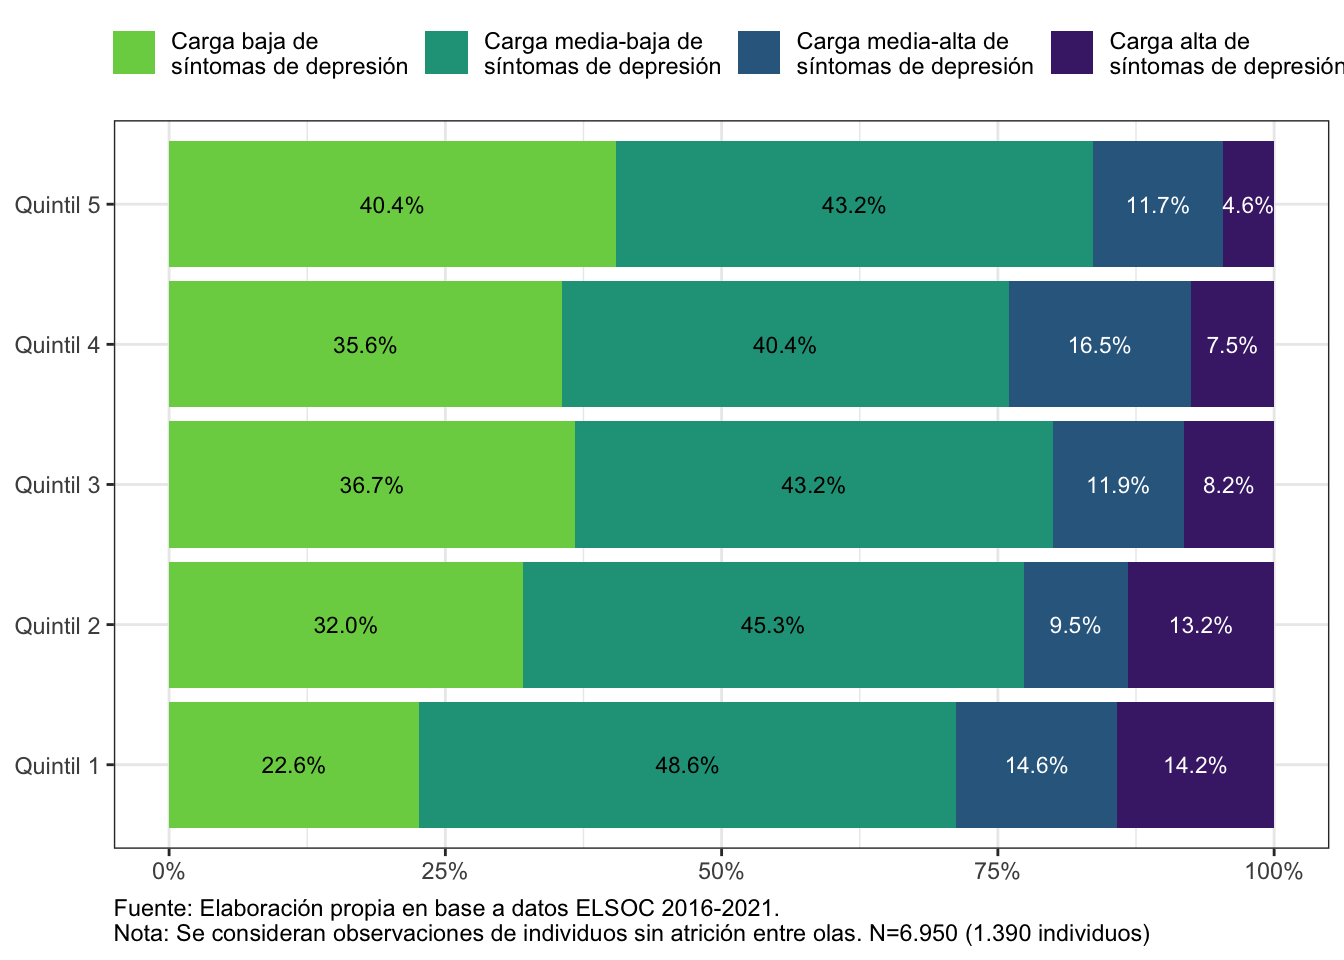 Carga baja de
síntomas de depresión
Carga media-baja de
síntomas de depresión
Carga media-alta de
síntomas de depresión
Carga alta de
síntomas de depresión
Quintil 5
40.4%
43.2%
11.7%
4.6%
Quintil 4
35.6%
40.4%
16.5%
7.5%
Quintil 3
36.7%
43.2%
11.9%
8.2%
Quintil 2
32.0%
45.3%
9.5%
13.2%
Quintil 1
22.6%
48.6%
14.6%
14.2%
0%
25%
50%
75%
100%
Fuente: Elaboración propia en base a datos ELSOC 2016-2021.
Nota: Se consideran observaciones de individuos sin atrición entre olas. N=6.950 (1.390 individuos)